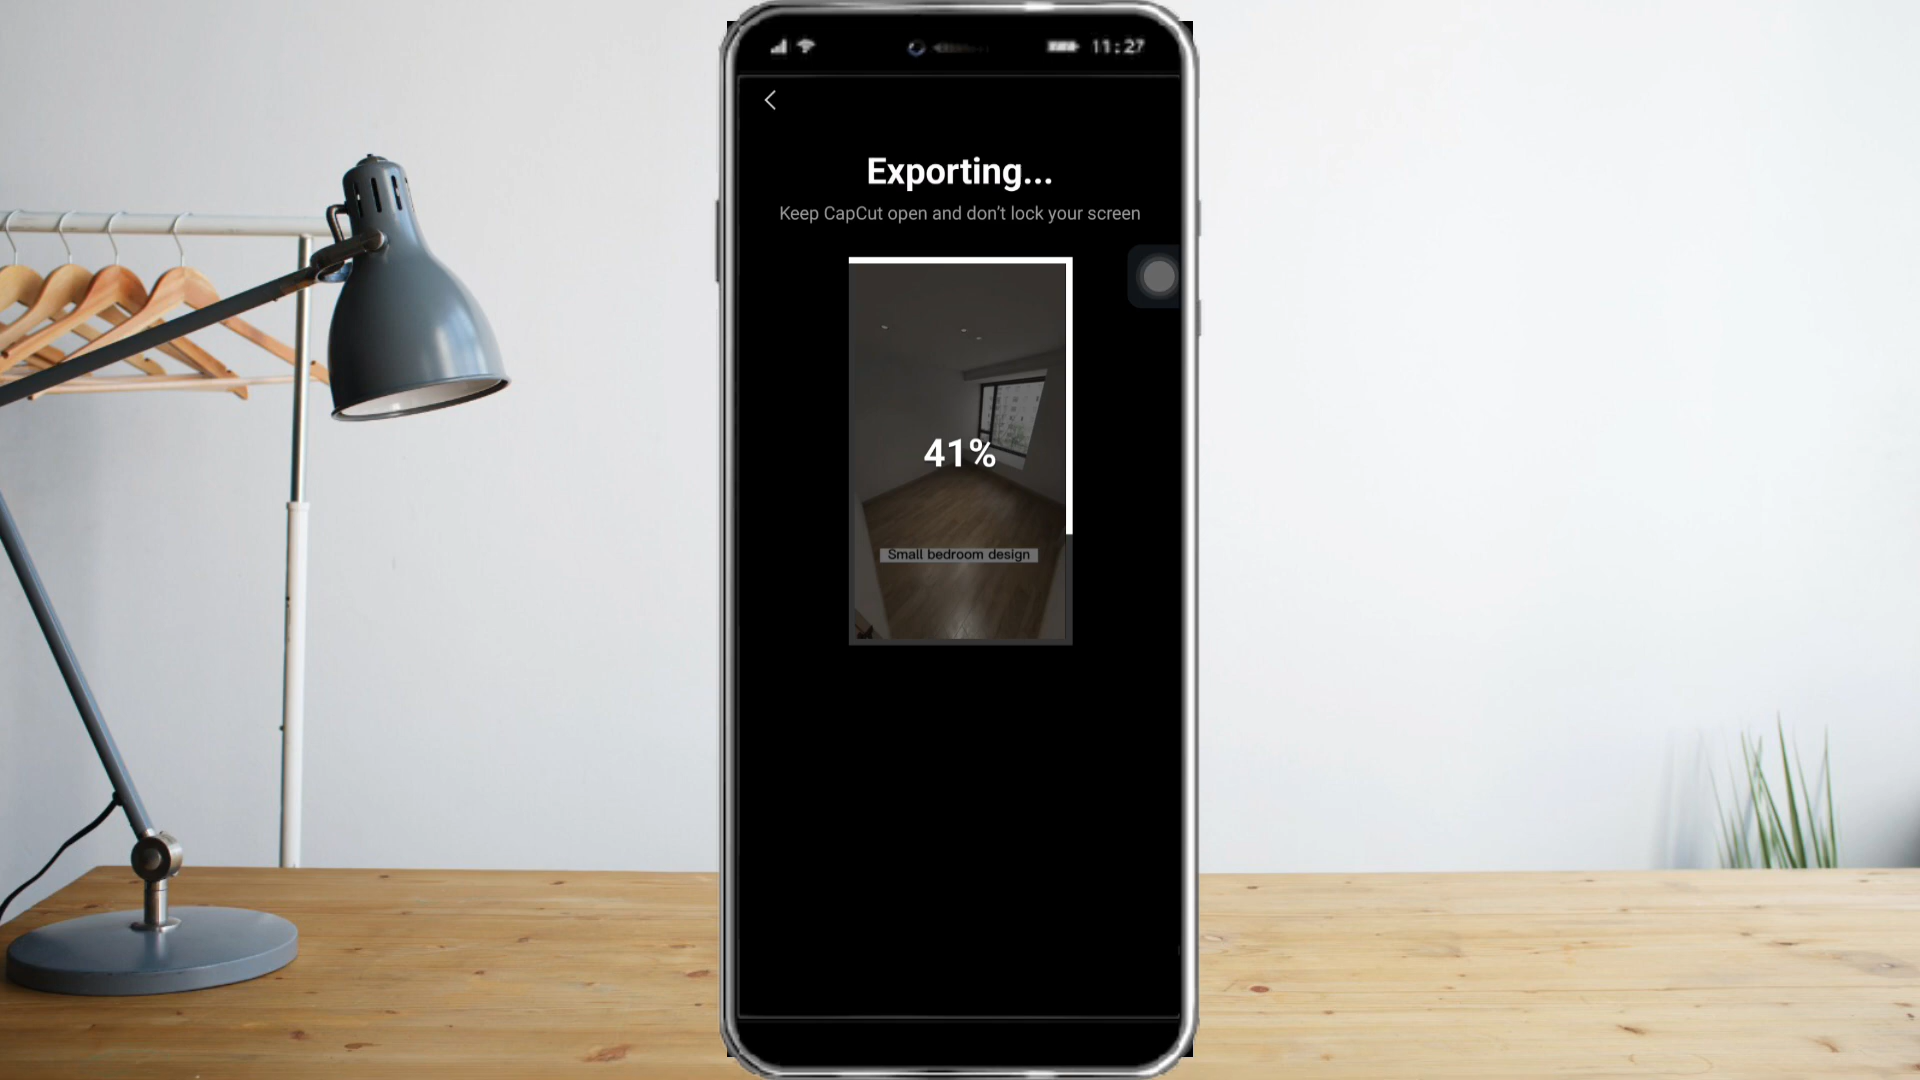 11:27
Exporting...
Keep CapCut open and don't lock your screen
41%
Small bedroom design